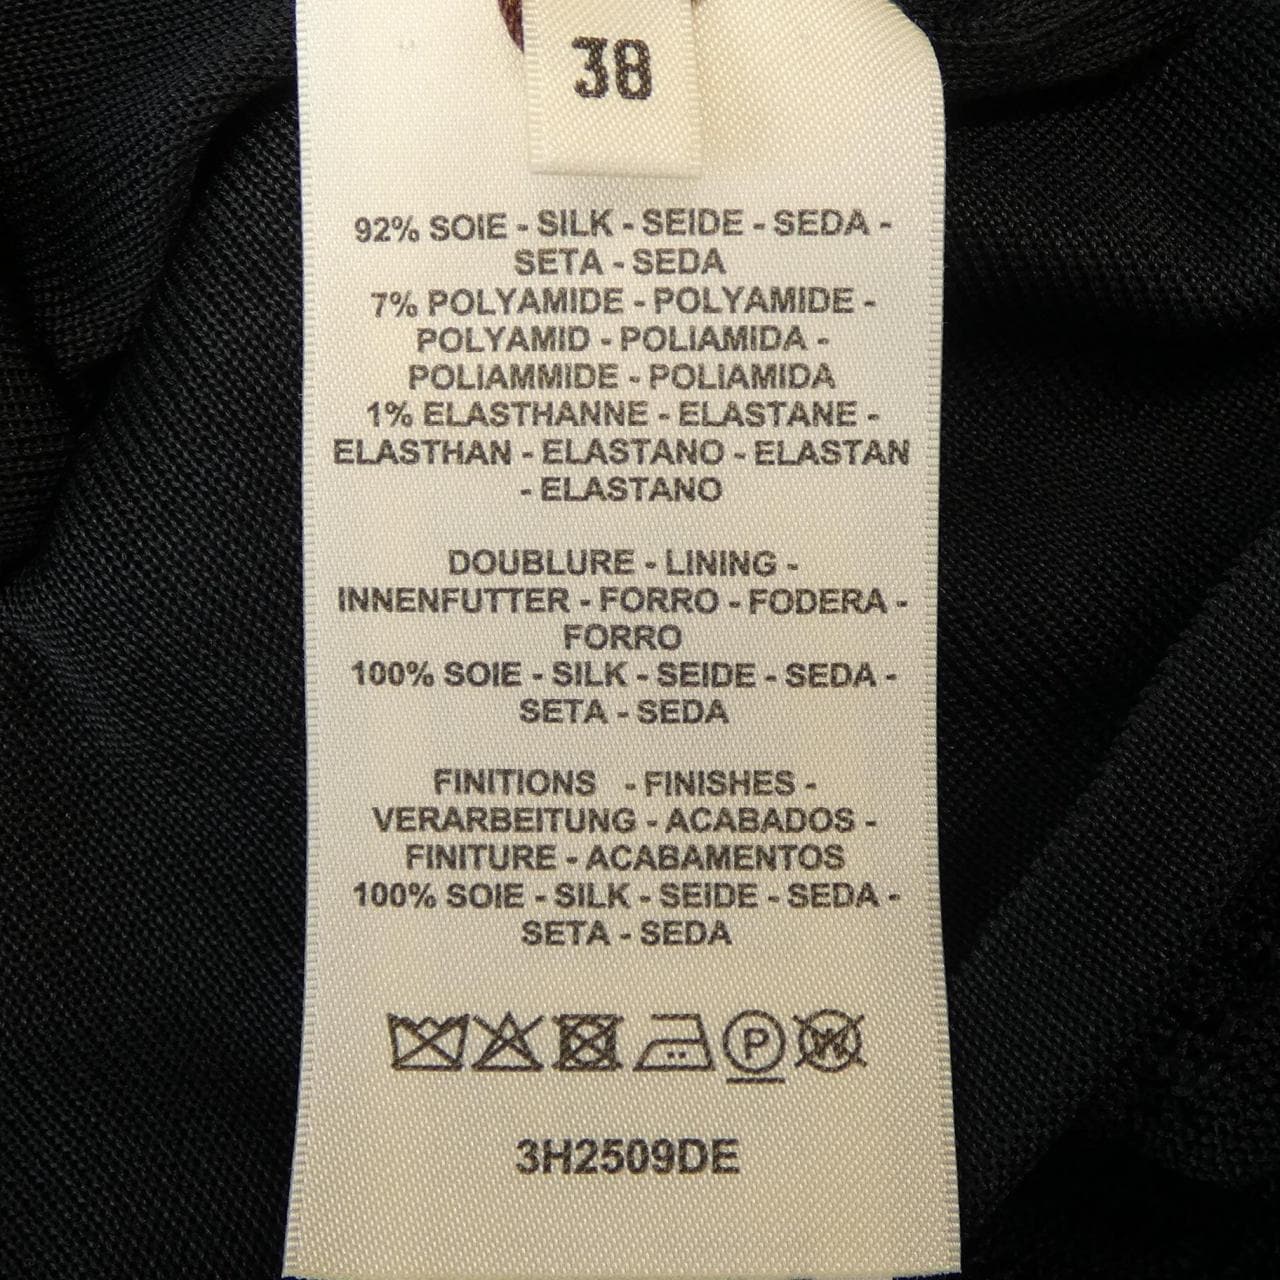 38
92% SOIE - SILK - SEIDE - SEDA -
SETA - SEDA
7% POLYAMIDE - POLYAMIDE -
POLYAMID - POLIAMIDA -
POLIAMMIDE - POLIAMIDA
1% ELASTHANNE - ELASTANE -
ELASTHAN - ELASTANO - ELASTAN
- ELASTANO
DOUBLURE - LINING -
INNENFUTTER - FORRO - FODERA -
FORRO
100% SOIE - SILK - SEIDE - SEDA -
SETA - SEDA
FINITIONS - FINISHES -
VERARBEITUNG - ACABADOS -
FINITURE - ACABAMENTOS
100% SOIE - SILK - SEIDE - SEDA -
SETA - SEDA
P W
3H2509DE